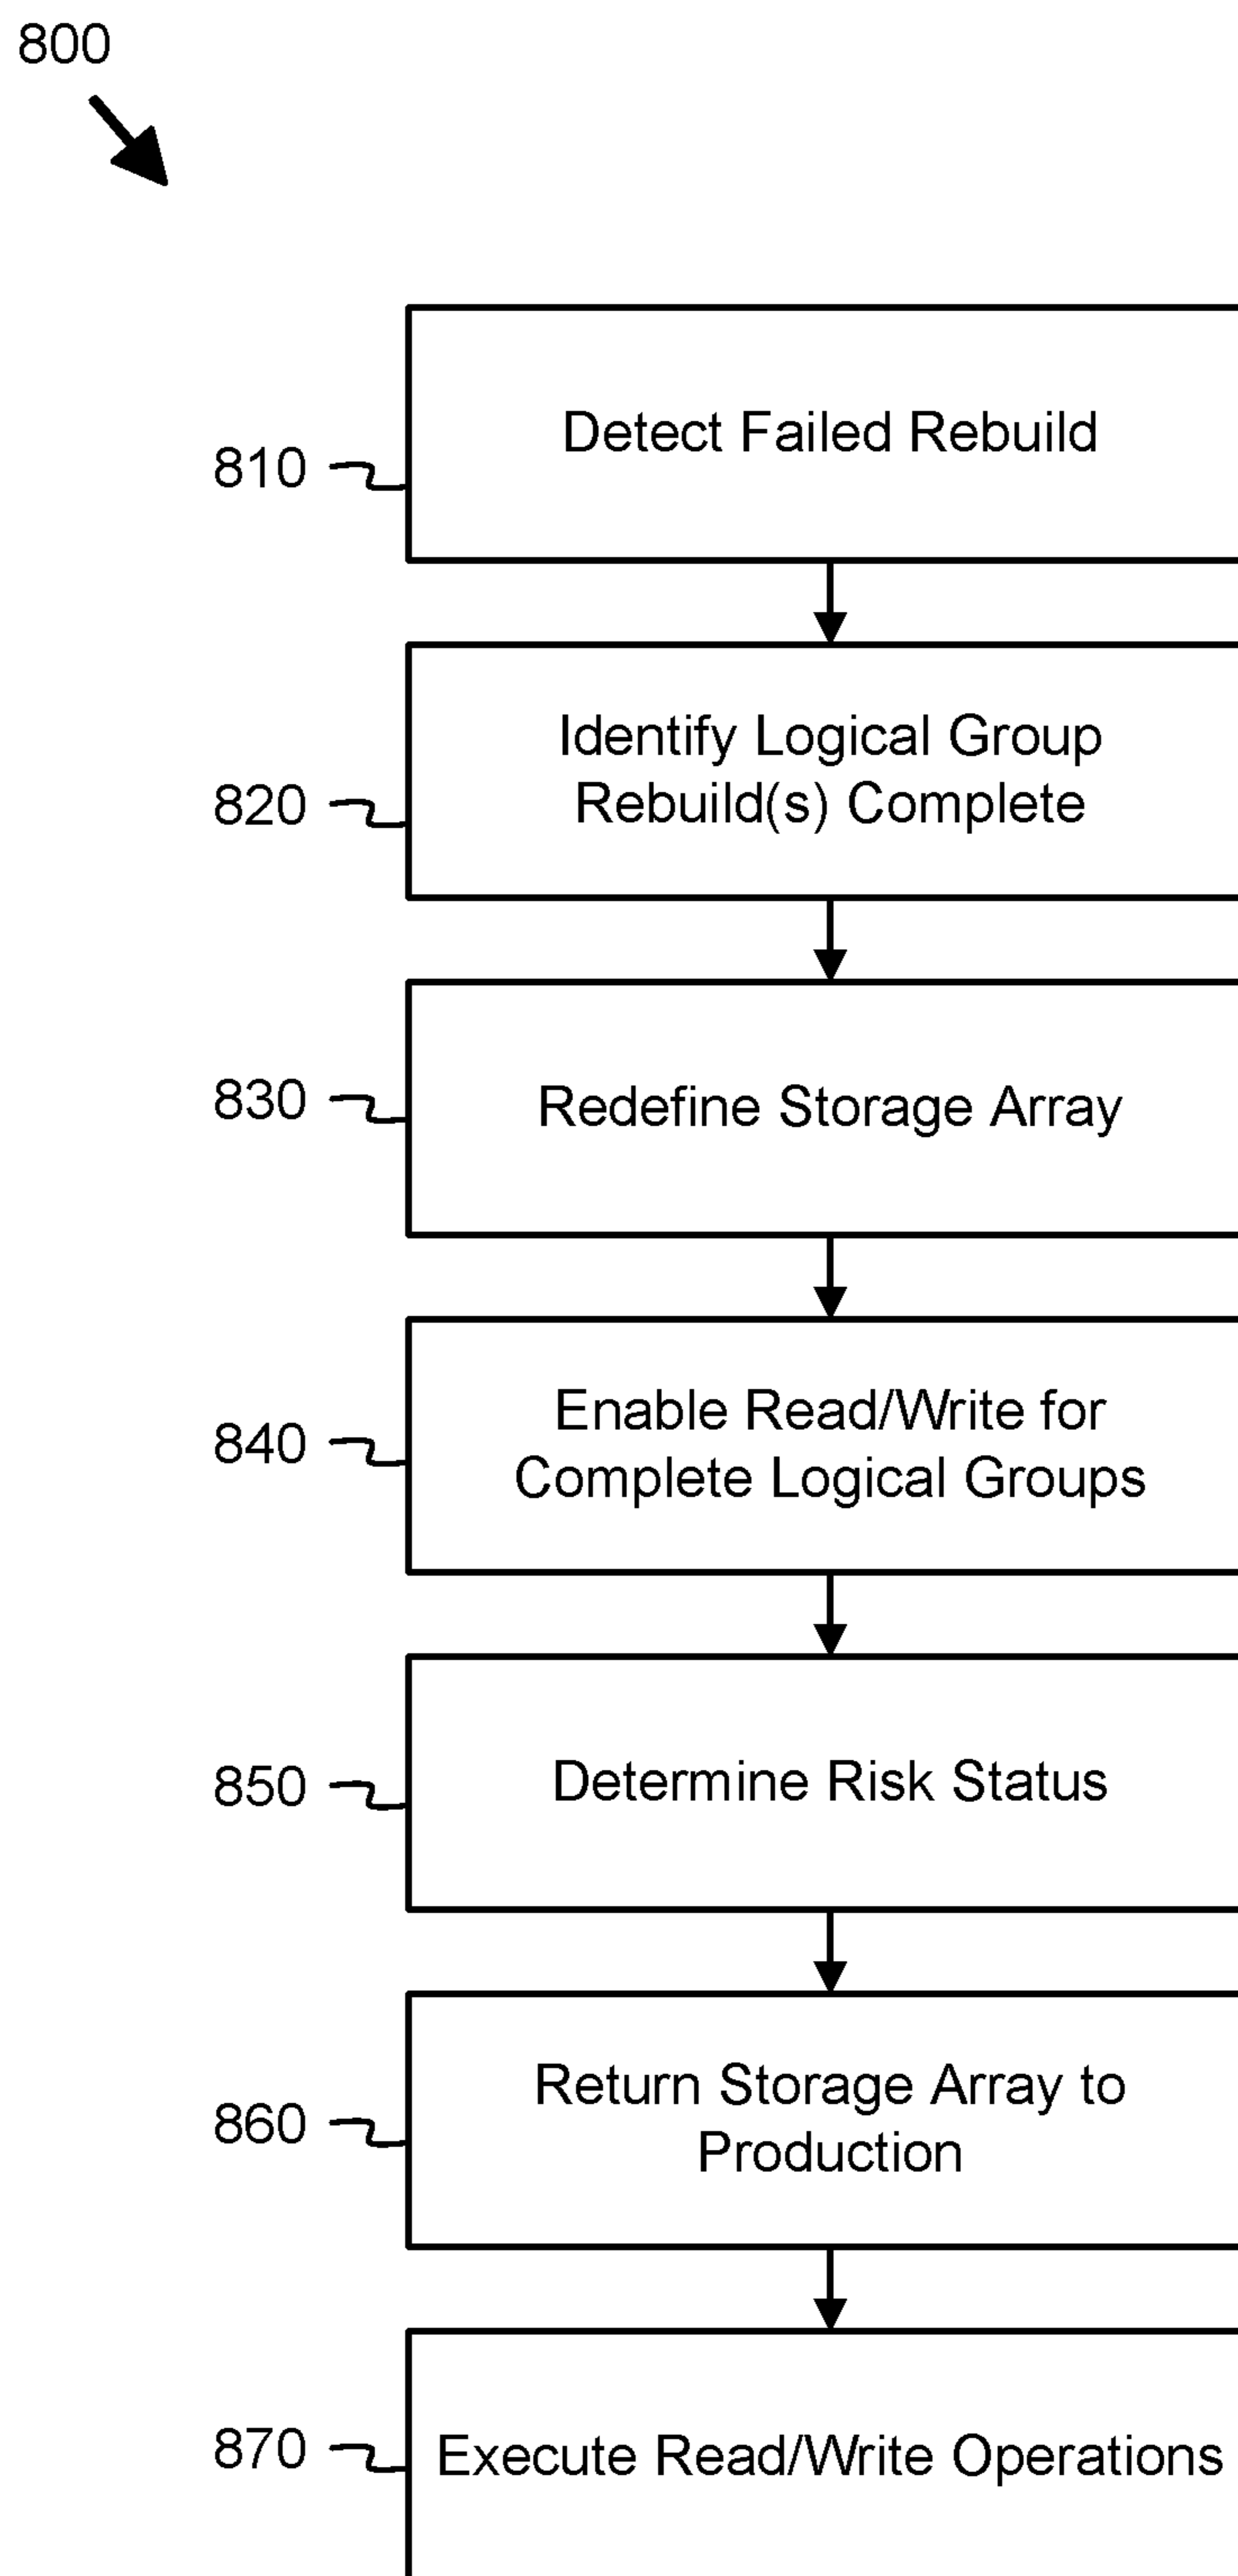 800
Detect Failed Rebuild
810
Identify Logical Group
Rebuild(s) Complete
820
Redefine Storage Array
830
Enable Read/Write for
Complete Logical Groups
840
Determine Risk Status
850
Return Storage Array to
Production
860
Execute Read/Write Operations
870